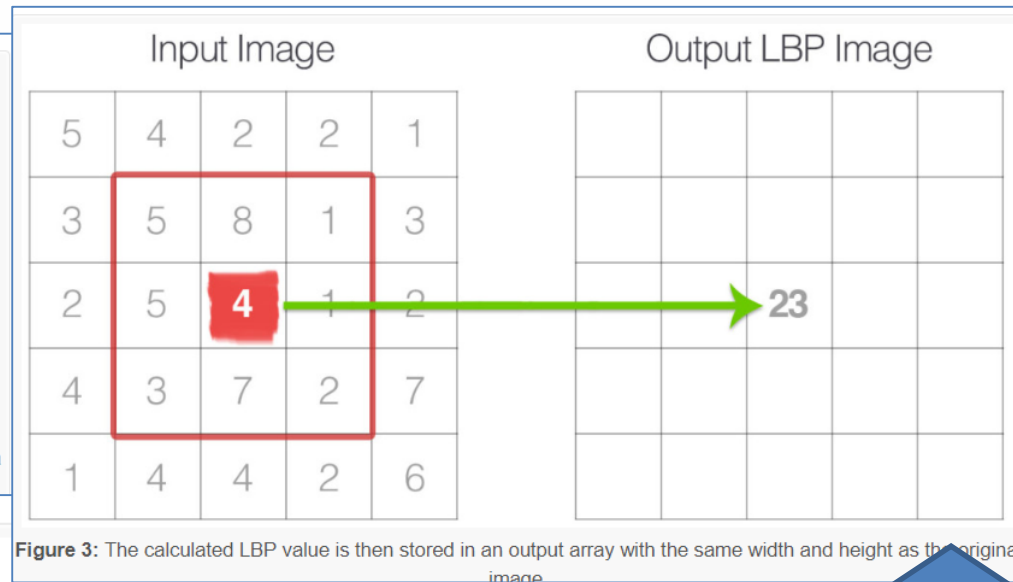 Input Image
Output LBP Image
5 4 2 2 1
3 5 8 1 3
2 5 4 1 2
23
4 3 7 2 7
1 4 4 2 6
Figure 3: The calculated LBP value is then stored in an output array with the same width and height as the origina
image